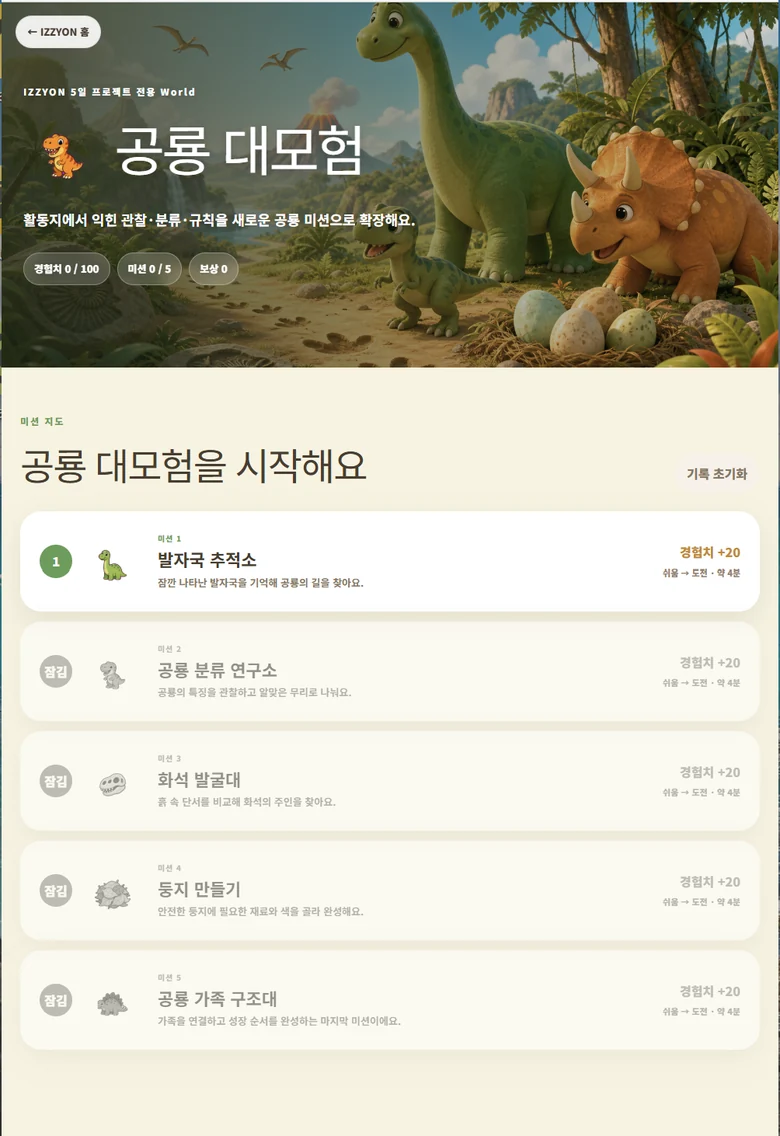 ← IZZYON 홈
IZZYON 5일 프로젝트 전용 World
공룡 대모험
활동지에서 익힌 관찰·분류·규칙을 새로운 공룡 미션으로 확장해요.
경험치 0 / 100
미션 0 / 5
보상 0
미션 지도
공룡 대모험을 시작해요
기록 초기화
1
미션 1
발자국 추적소
잠깐 나타난 발자국을 기억해 공룡의 길을 찾아요.
경험치 +20
쉬움 → 도전 · 약 4분
잠김
미션 2
공룡 분류 연구소
공룡의 특징을 관찰하고 알맞은 무리로 나눠요.
경험치 +20
쉬움 → 도전 · 약 4분
잠김
미션 3
화석 발굴대
흙 속 단서를 비교해 화석의 주인을 찾아요.
경험치 +20
쉬움 → 도전 · 약 4분
잠김
미션 4
둥지 만들기
안전한 둥지에 필요한 재료와 색을 골라 완성해요.
경험치 +20
쉬움 → 도전 · 약 4분
잠김
미션 5
공룡 가족 구조대
가족을 연결하고 성장 순서를 완성하는 마지막 미션이에요.
경험치 +20
쉬움 → 도전 · 약 4분